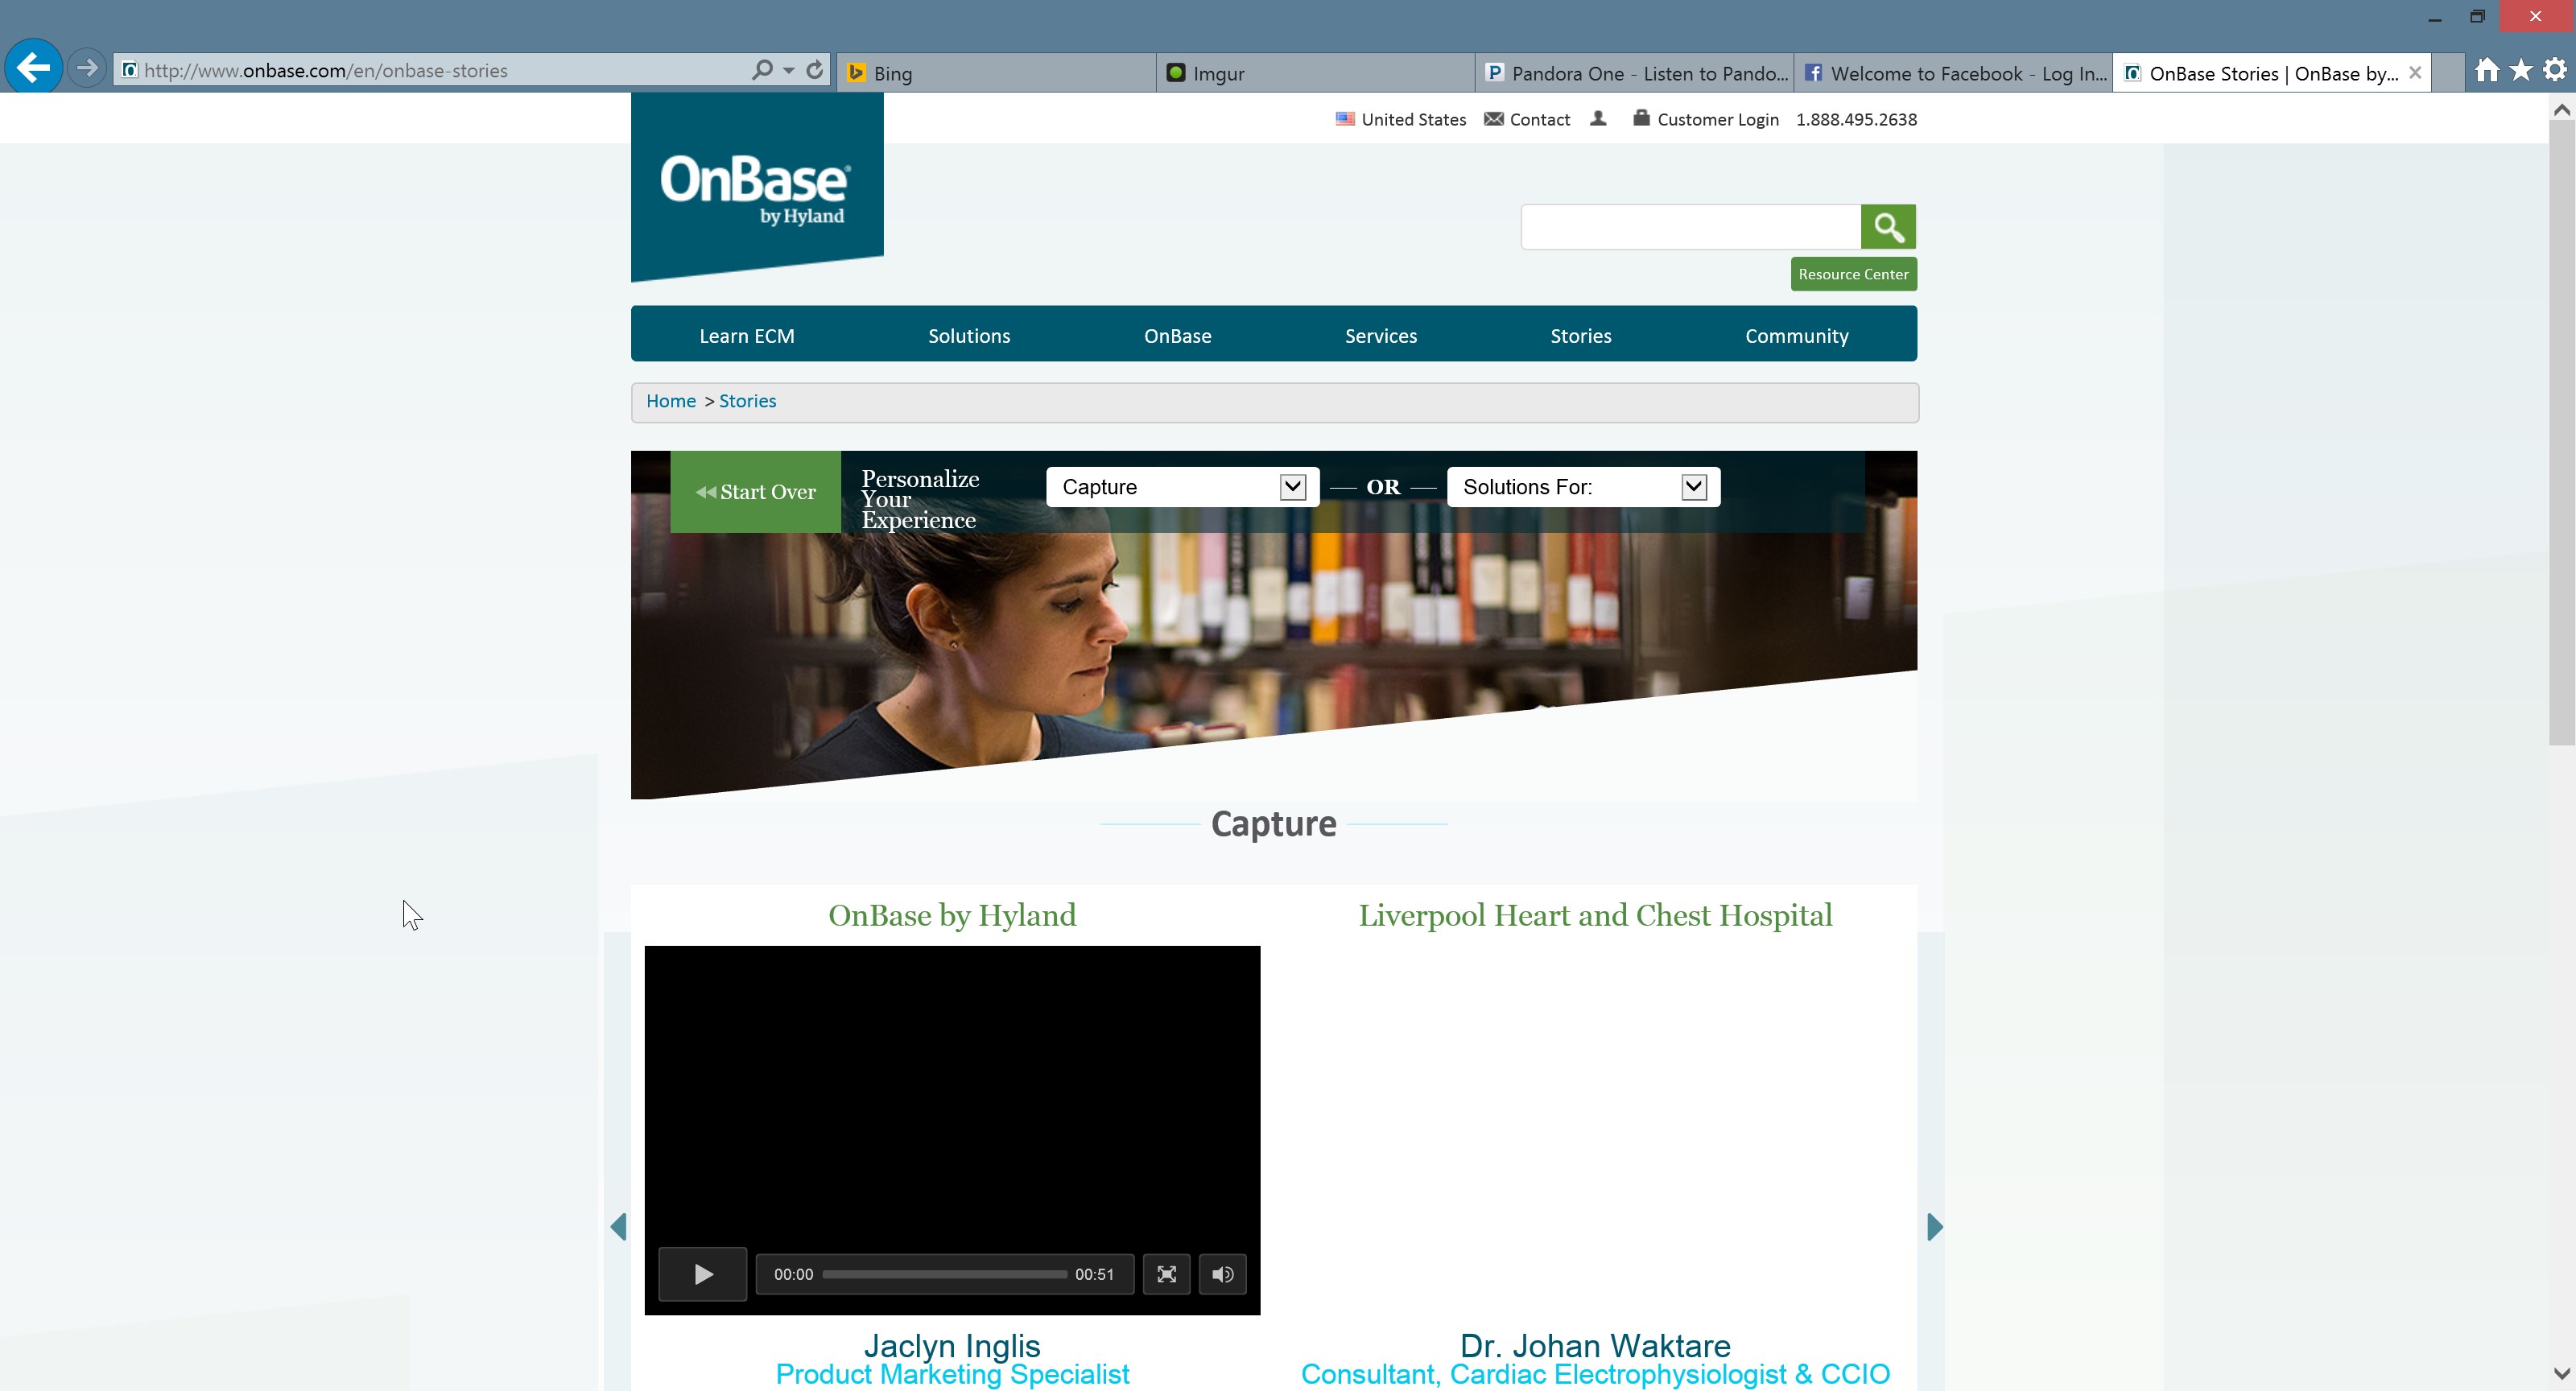 http://www.onbase.com/en/onbase-stories
Bing
Imgur
Pandora One - Listen to Pando...
Welcome to Facebook - Log In...
OnBase Stories | OnBase by...
United States
Contact
Customer Login
1.888.495.2638
OnBase®
by Hyland
Resource Center
Learn ECM
Solutions
OnBase
Services
Stories
Community
Home > Stories
Start Over
Personalize
Your
Experience
Capture
OR
Solutions For:
Capture
OnBase by Hyland
Liverpool Heart and Chest Hospital
00:00
00:51
Jaclyn Inglis
Product Marketing Specialist
Dr. Johan Waktare
Consultant, Cardiac Electrophysiologist & CCIO